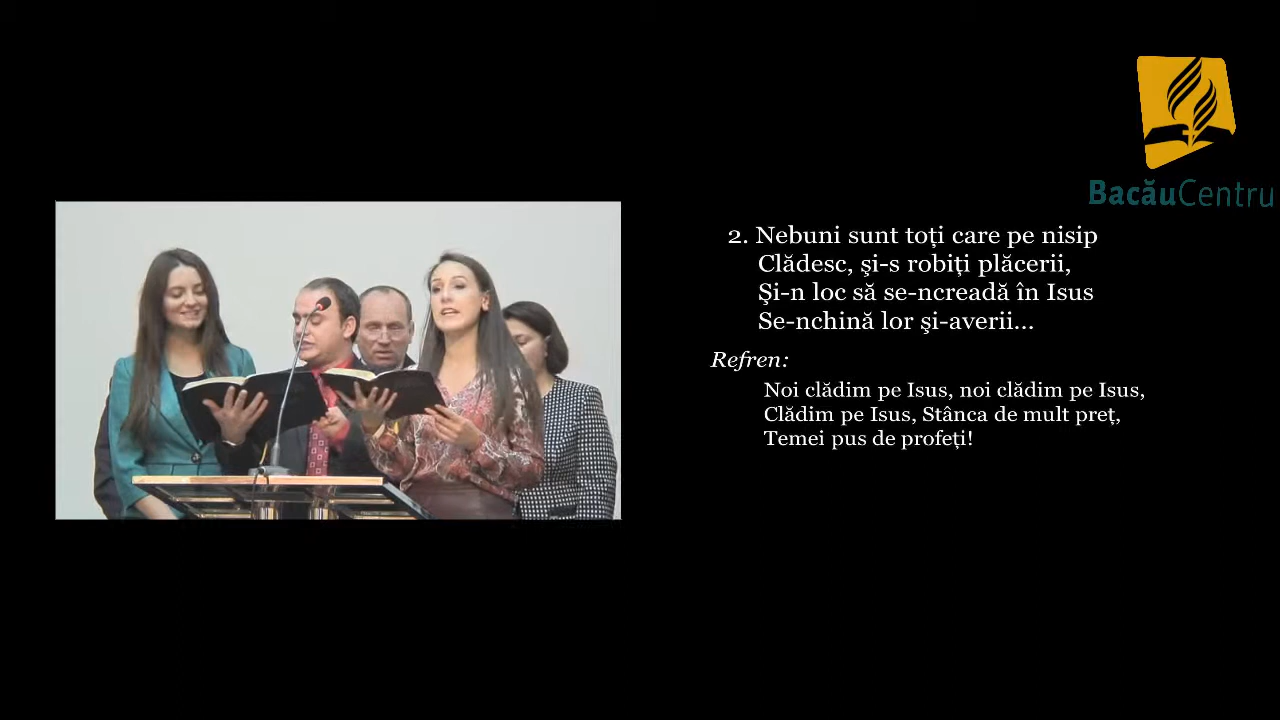 BacăuCentru
2. Nebuni sunt toți care pe nisip
Clădesc, şi-s robiţi plăcerii,
Şi-n loc să se-ncreadă în Isus
Se-nchină lor şi-averii...
Refren:
Noi clădim pe Isus, noi clădim pe Isus,
Clădim pe Isus, Stânca de mult preț,
Temei pus de profeți!